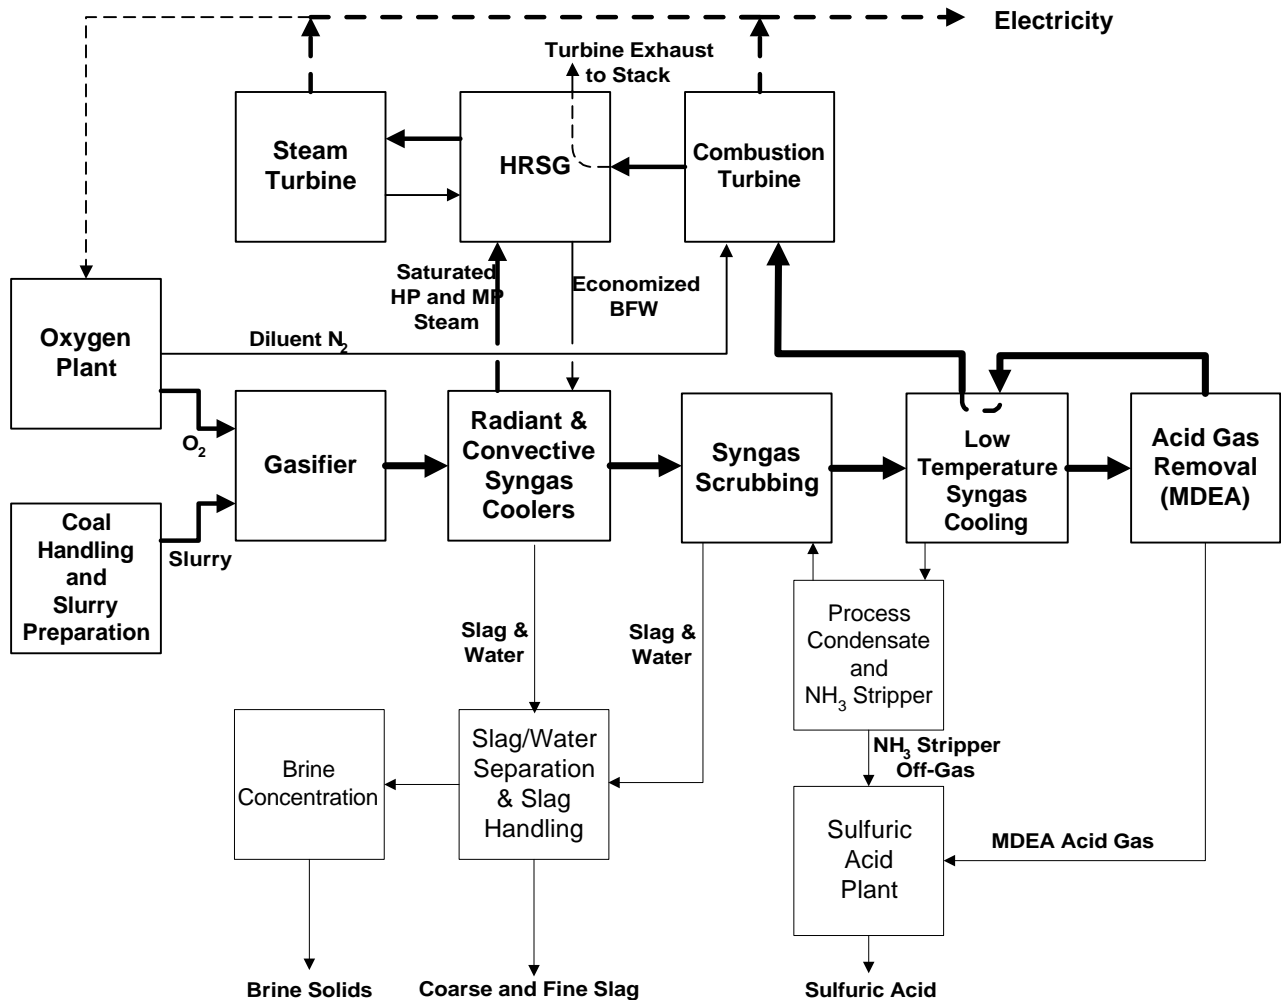 Electricity
Turbine Exhaust
to Stack
Steam
Turbine
HRSG
Combustion
Turbine
Saturated
HP and MP
Steam
Economized
BFW
Oxygen
Plant
Diluent N2
O2
Gasifier
Radiant &
Convective
Syngas
Coolers
Syngas
Scrubbing
Low
Temperature
Syngas
Cooling
Acid Gas
Removal
(MDEA)
Coal
Handling
and
Slurry
Preparation
Slurry
Slag &
Water
Slag &
Water
Process
Condensate
and
NH3 Stripper
NH3 Stripper
Off-Gas
Brine
Concentration
Slag/Water
Separation
& Slag
Handling
Sulfuric
Acid
Plant
MDEA Acid Gas
Brine Solids
Coarse and Fine Slag
Sulfuric Acid